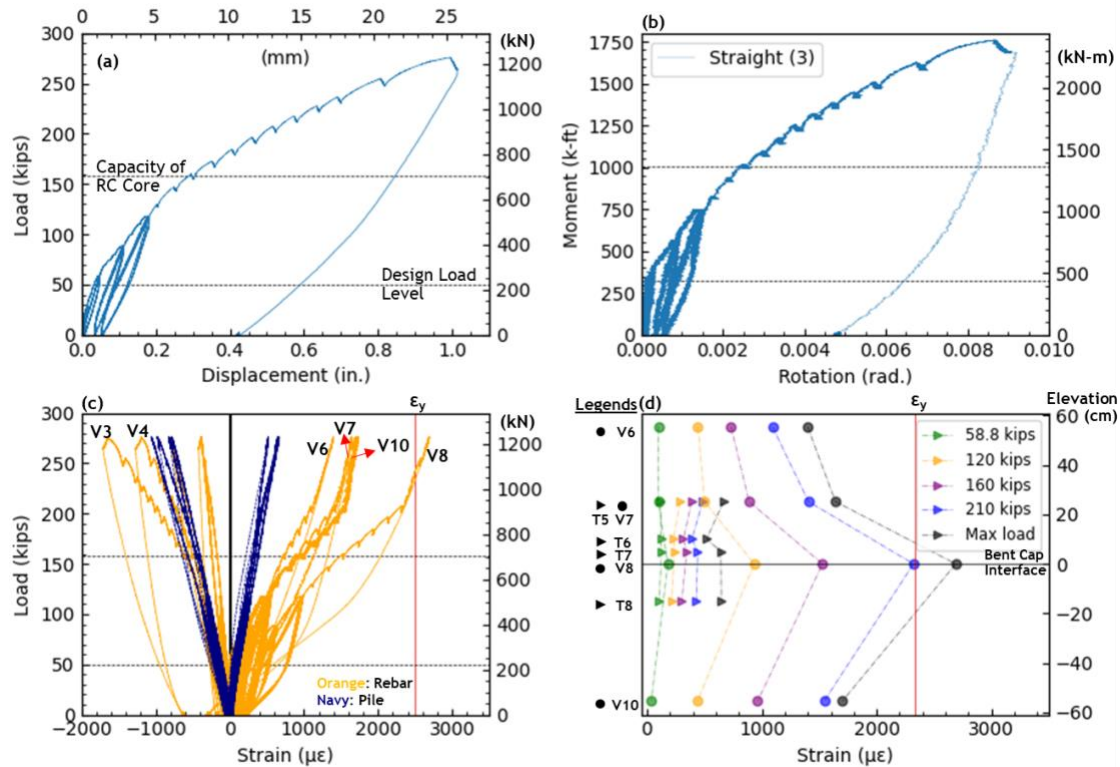 0 5 10 15 20 25
(mm)
(kN)
(a)
300
250
200
150
100
50
0
Load (kips)
Capacity of
RC Core
Design Load
Level
1200
1000
800
600
400
200
0
0.0 0.2 0.4 0.6 0.8 1.0
Displacement (in.)
(b)
Straight (3)
(kN-m)
1750
1500
1250
1000
750
500
250
0
Moment (k-ft)
2000
1500
1000
500
0
0.000 0.002 0.004 0.006 0.008 0.010
Rotation (rad.)
(c)
εy
(kN)
300
250
200
150
100
50
0
Load (kips)
V3 V4
V7
V6
V10
V8
Orange: Rebar
Navy: Pile
1200
1000
800
600
400
200
0
−2000 −1000 0 1000 2000 3000
Strain (με)
Legends
(d)
εy
Elevation
(cm)
V6
T5 V7
T6
T7
V8
T8
V10
58.8 kips
120 kips
160 kips
210 kips
Max load
Bent Cap
Interface
60
40
20
0
−20
−40
−60
0 1000 2000 3000
Strain (με)